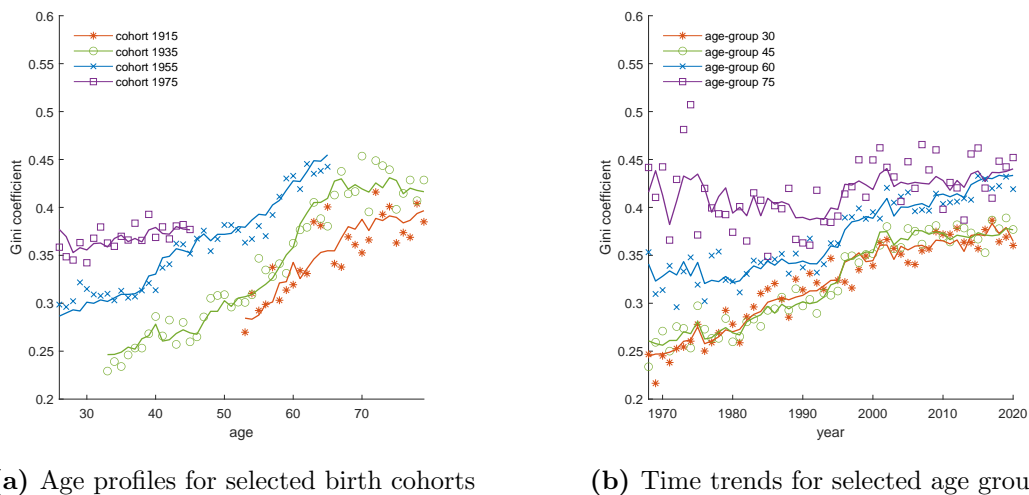 0.6
0.55
0.5
0.45
0.4
0.35
0.3
0.25
0.2
Gini coefficient
cohort 1915
cohort 1935
cohort 1955
cohort 1975
30 40 50 60 70
age
0.6
0.55
0.5
0.45
0.4
0.35
0.3
0.25
0.2
Gini coefficient
age-group 30
age-group 45
age-group 60
age-group 75
1970 1980 1990 2000 2010 2020
year
a) Age profiles for selected birth cohorts
(b) Time trends for selected age grou